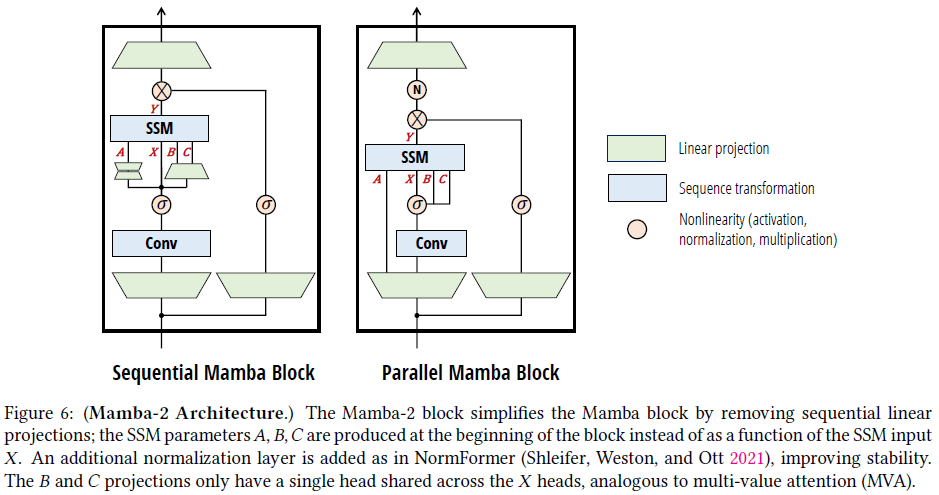 N
Y
Y
SSM
SSM
A X B C
A X B C
σ
σ
σ
σ
Conv
Conv
Linear projection
Sequence transformation
Nonlinearity (activation,
normalization, multiplication)
Sequential Mamba Block
Parallel Mamba Block
Figure 6: (Mamba-2 Architecture.) The Mamba-2 block simplifies the Mamba block by removing sequential linear
projections; the SSM parameters A, B, C are produced at the beginning of the block instead of as a function of the SSM input
X. An additional normalization layer is added as in NormFormer (Shleifer, Weston, and Ott 2021), improving stability.
The B and C projections only have a single head shared across the X heads, analogous to multi-value attention (MVA).